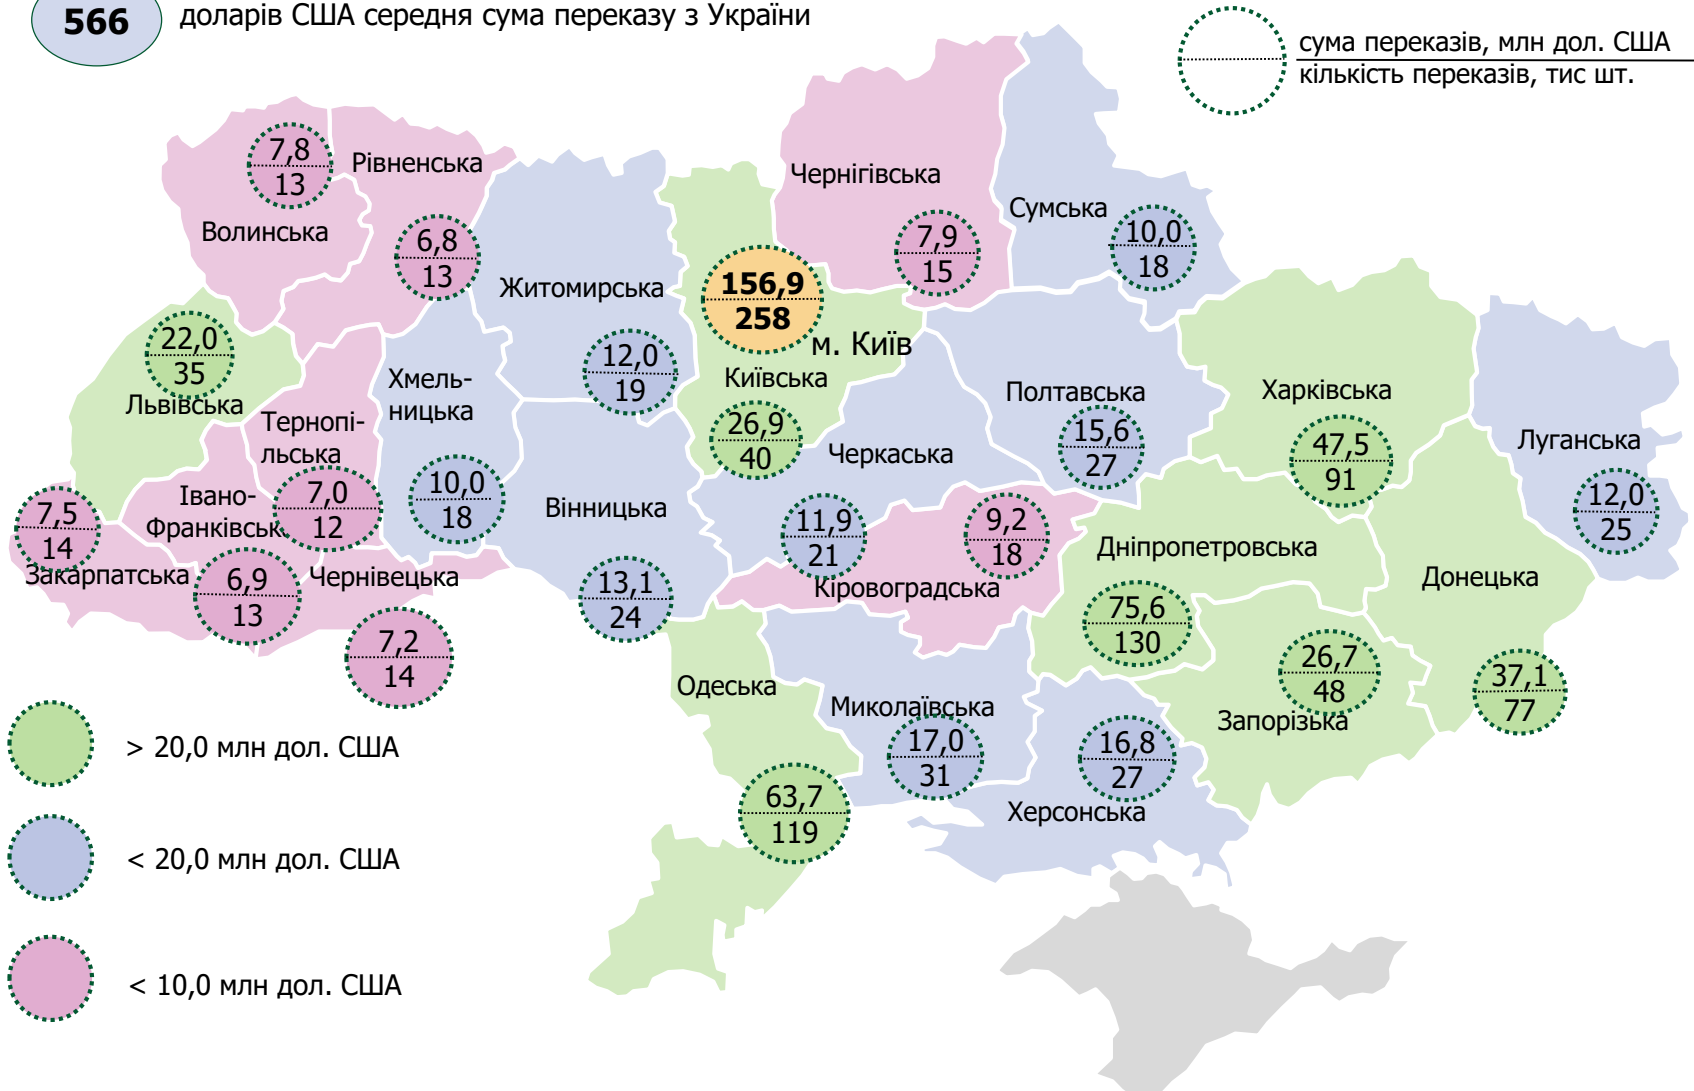 566
доларів США середня сума переказу з України
сума переказів, млн дол. США
кількість переказів, тис шт.
7,8
13
Волинська
Рівненська
6,8
13
Житомирська
12,0
19
156,9
258
м. Київ
Київська
26,9
40
Чернігівська
7,9
15
Сумська
10,0
18
22,0
35
Львівська
Тернопі-
льська
7,0
12
Хмель-
ницька
10,0
18
Вінницька
13,1
24
Черкаська
11,9
21
Полтавська
15,6
27
Харківська
47,5
91
Луганська
12,0
25
7,5
14
Закарпатська
Івано-
Франківськ
6,9
13
Чернівецька
7,2
14
9,2
18
Кіровоградська
Дніпропетровська
75,6
130
Донецька
37,1
77
26,7
48
Запорізька
Одеська
63,7
119
Миколаївська
17,0
31
16,8
27
Херсонська
> 20,0 млн дол. США
< 20,0 млн дол. США
< 10,0 млн дол. США